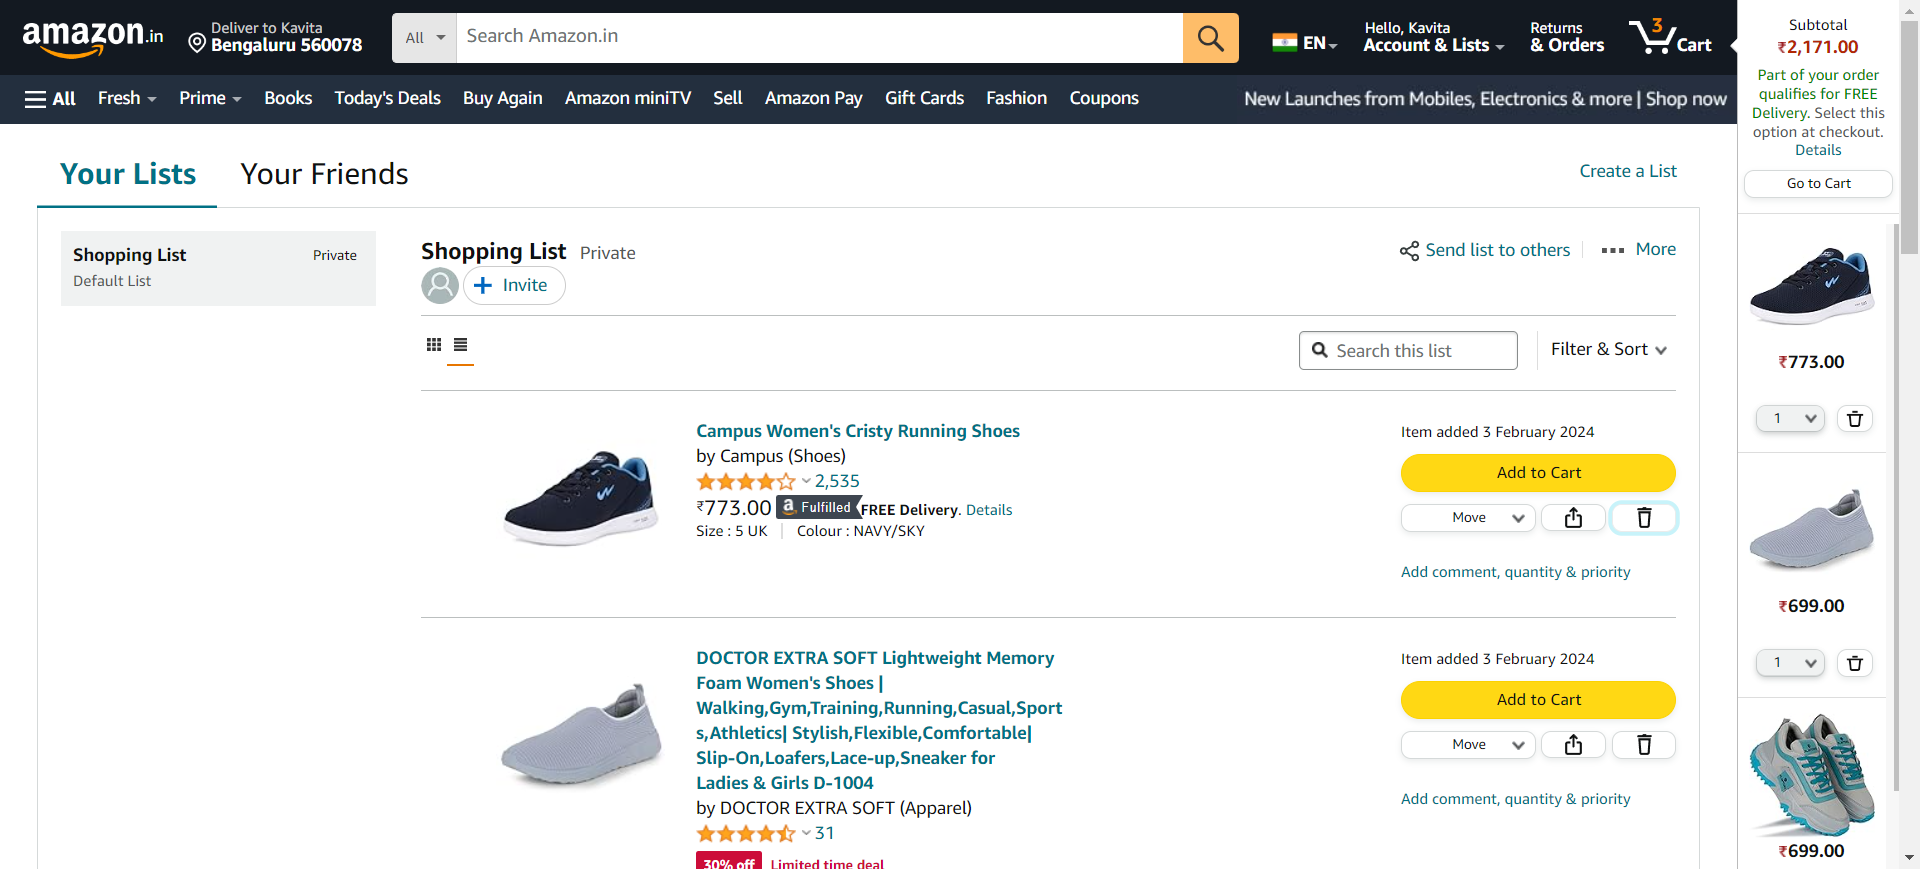 amazon.in
Deliver to Kavita
Bengaluru 560078
All
Search Amazon.in
EN
Hello, Kavita
Account & Lists
Returns
& Orders
3
Cart
All
Fresh
Prime
Books
Today's Deals
Buy Again
Amazon miniTV
Sell
Amazon Pay
Gift Cards
Fashion
Coupons
New Launches from Mobiles, Electronics & more | Shop now
Subtotal
₹2,171.00
Part of your order
qualifies for FREE
Delivery. Select this
option at checkout.
Details
Go to Cart
₹773.00
1
₹699.00
1
₹699.00
Your Lists
Your Friends
Create a List
Shopping List
Private
Default List
Shopping List Private
Invite
Send list to others
More
Search this list
Filter & Sort
Campus Women's Cristy Running Shoes
by Campus (Shoes)
2,535
₹773.00 a Fulfilled FREE Delivery. Details
Size : 5 UK Colour : NAVY/SKY
Item added 3 February 2024
Add to Cart
Move
Add comment, quantity & priority
DOCTOR EXTRA SOFT Lightweight Memory
Foam Women's Shoes |
Walking,Gym,Training,Running,Casual,Sport
s,Athletics| Stylish,Flexible,Comfortable|
Slip-On,Loafers,Lace-up,Sneaker for
Ladies & Girls D-1004
by DOCTOR EXTRA SOFT (Apparel)
31
30% off Limited time deal
Item added 3 February 2024
Add to Cart
Move
Add comment, quantity & priority